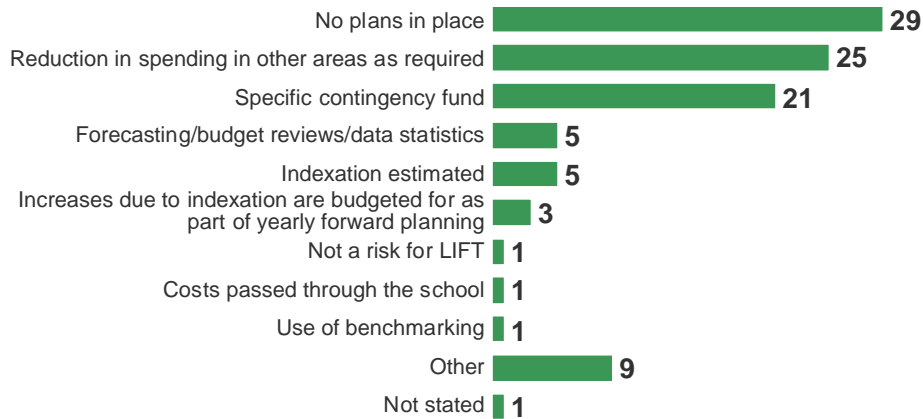 No plans in place 29
Reduction in spending in other areas as required 25
Specific contingency fund 21
Forecasting/budget reviews/data statistics 5
Indexation estimated 5
Increases due to indexation are budgeted for as
part of yearly forward planning 3
Not a risk for LIFT 1
Costs passed through the school 1
Use of benchmarking 1
Other 9
Not stated 1